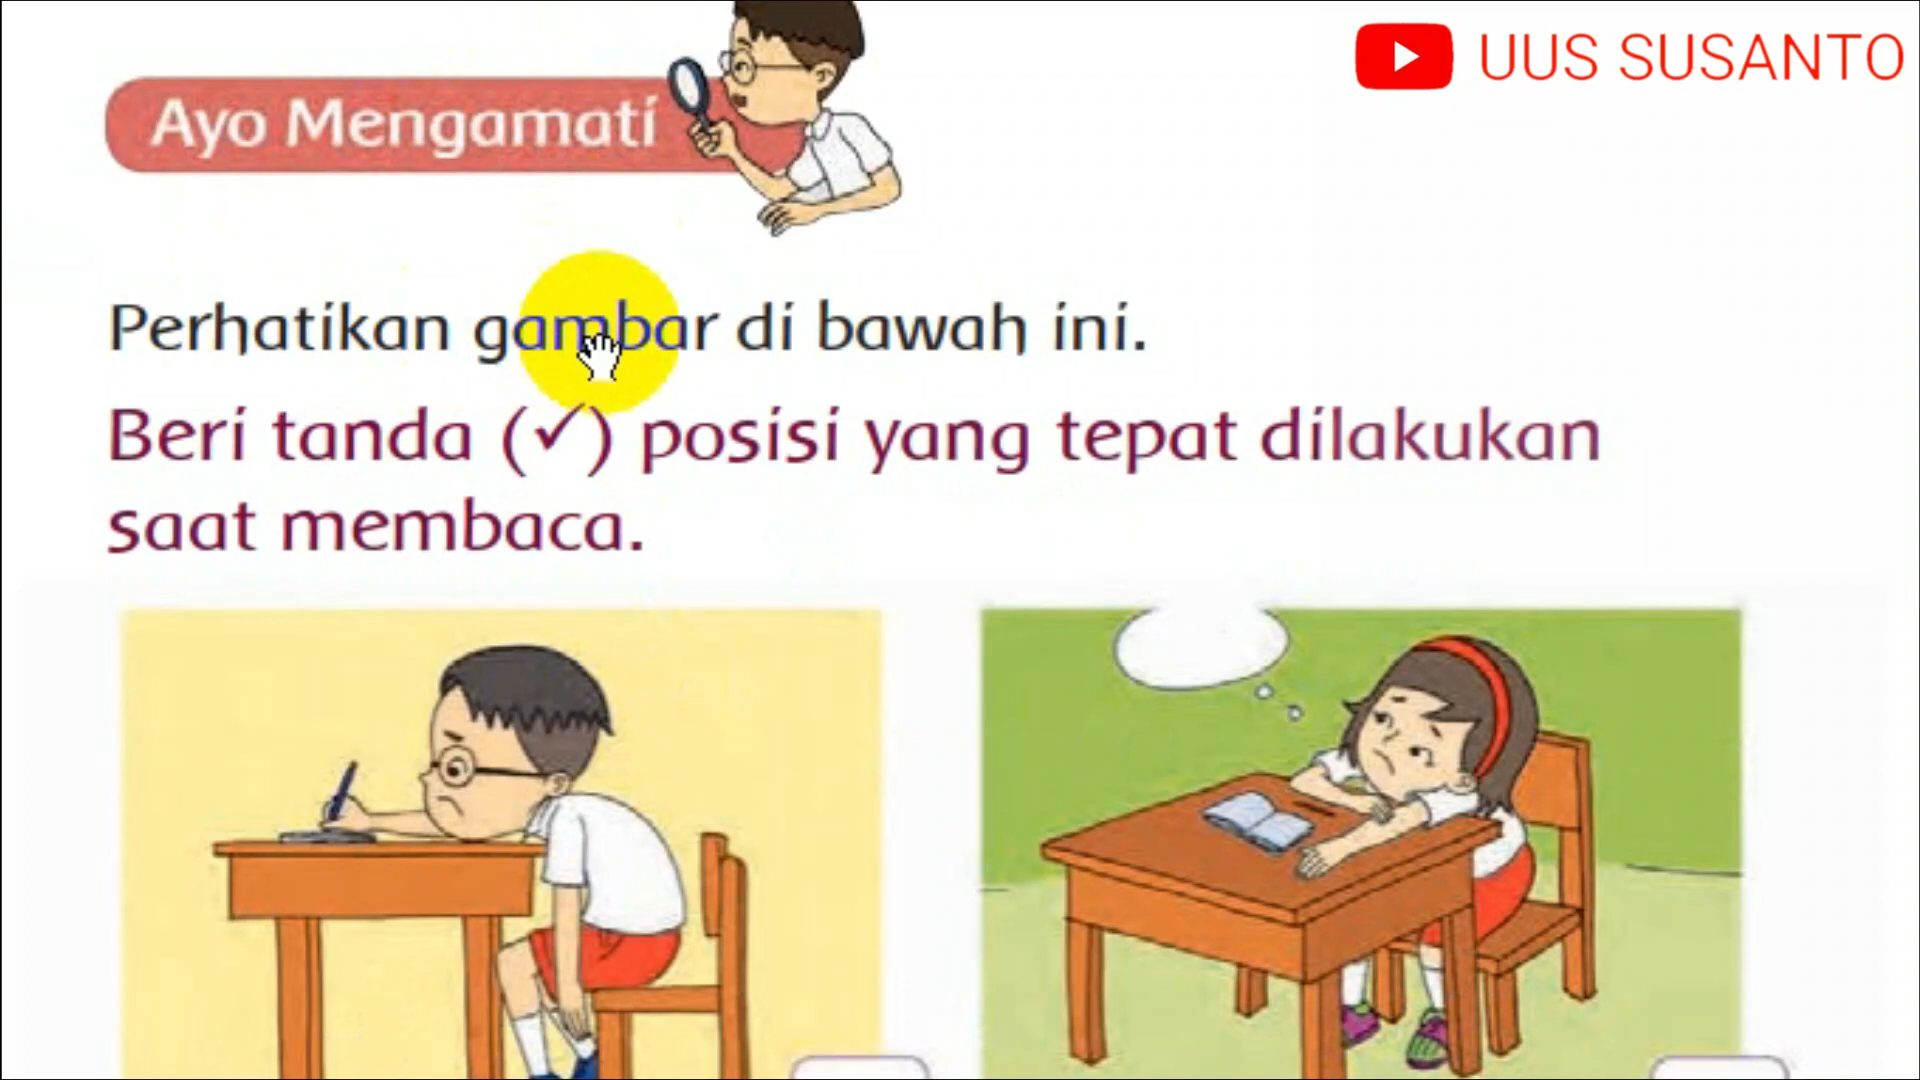 UUS SUSANTO
Ayo Mengamati
Perhatikan gambar di bawah ini.
Beri tanda (✓) posisi yang tepat dilakukan
saat membaca.